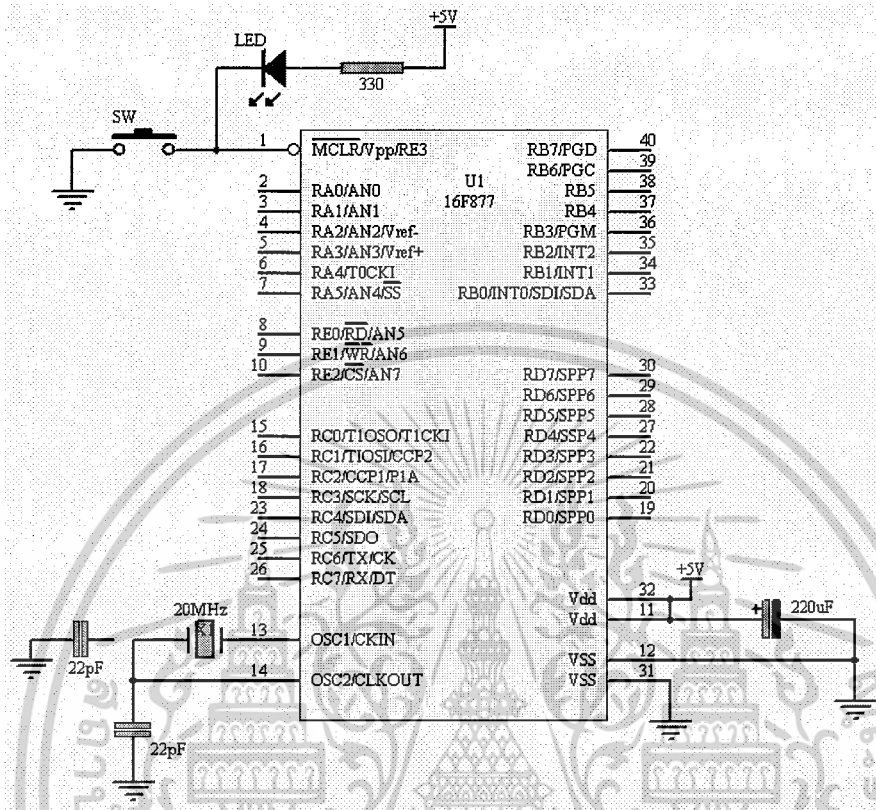 +5V
LED
330
SW
1 MCLR/Vpp/RE3
2 RA0/AN0
3 RA1/AN1
4 RA2/AN2/Vref-
5 RA3/AN3/Vref+
6 RA4/T0CKI
7 RA5/AN4/SS
8 RE0/RD/AN5
9 RE1/WR/AN6
10 RE2/CS/AN7
15 RC0/T1OSO/T1CKI
16 RC1/TIOSI/CCP2
17 RC2/CCP1/P1A
18 RC3/SCK/SCL
23 RC4/SDI/SDA
24 RC5/SDO
25 RC6/TX/CK
26 RC7/RX/DT
13 OSC1/CKIN
14 OSC2/CLKOUT
U1
16F877
RB7/PGD 40
RB6/PGC 39
RB5 38
RB4 37
RB3/PGM 36
RB2/INT2 35
RB1/INT1 34
RB0/INT0/SDI/SDA 33
RD7/SPP7 30
RD6/SPP6 29
RD5/SPP5 28
RD4/SSP4 27
RD3/SPP3 22
RD2/SPP2 21
RD1/SPP1 20
RD0/SPP0 19
Vdd 32
Vdd 11
VSS 12
VSS 31
+5V
220uF
20MHz
22pF
22pF